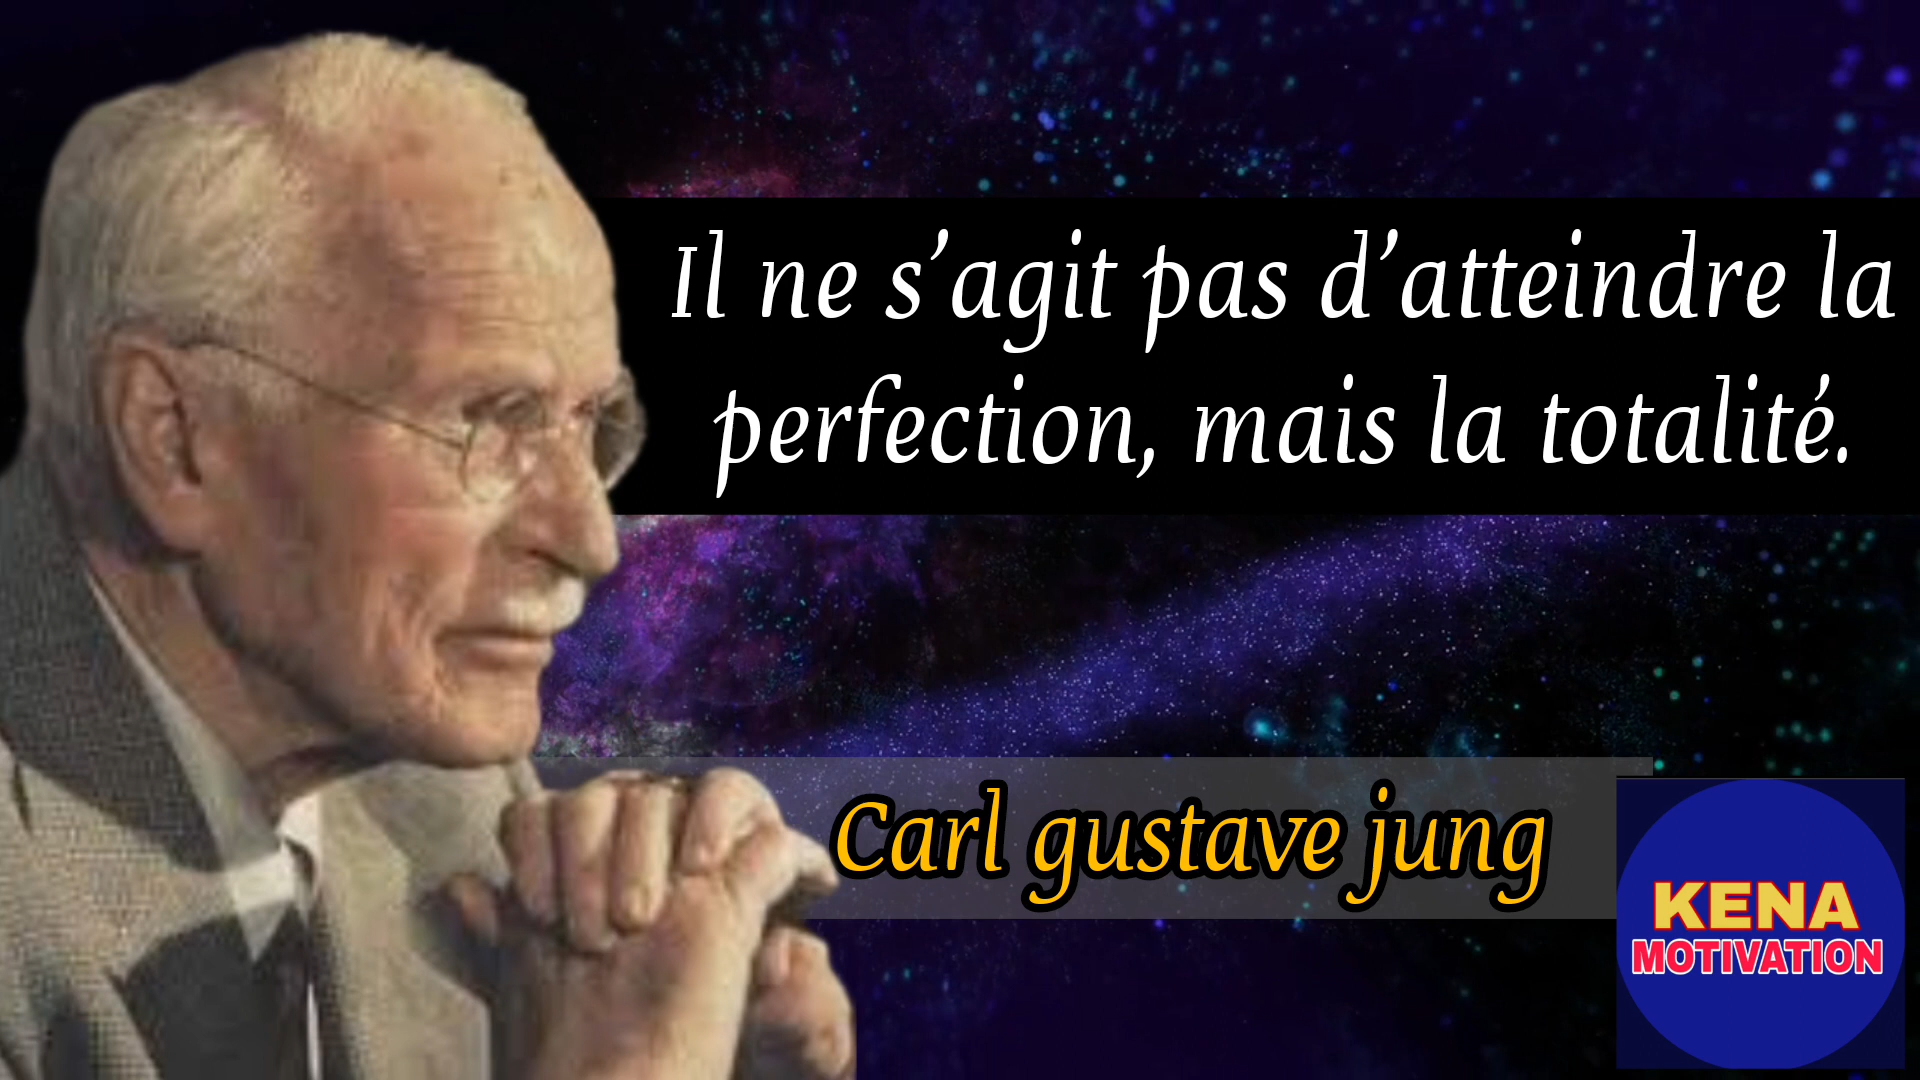 Il ne s’agit pas d’atteindre la
perfection, mais la totalité.
Carl gustave jung
KENA
MOTIVATION